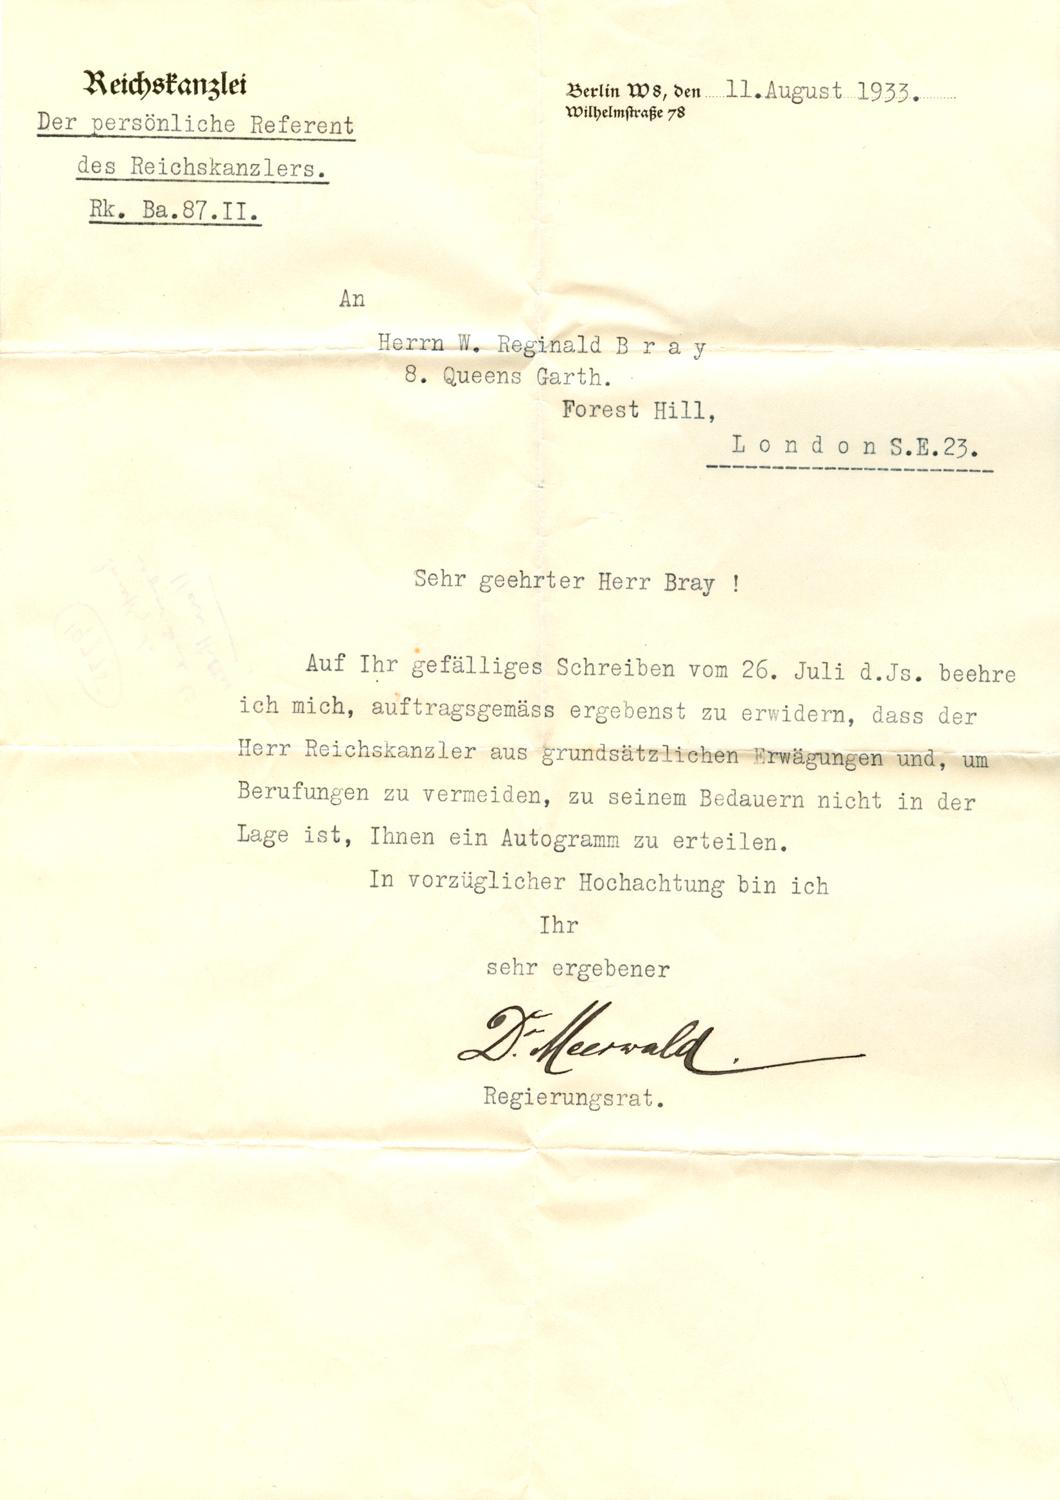 Reichskanzlei
Der persönliche Referent
des Reichskanzlers.
Rk. Ba.87.II.
Berlin W 8, den 11.August 1933.
Wilhelmstraße 78
An
Herrn W. Reginald B r a y
8. Queens Garth.
Forest Hill,
L o n d o n S.E.23.
Sehr geehrter Herr Bray !
Auf Ihr gefälliges Schreiben vom 26. Juli d.Js. beehre
ich mich, auftragsgemäss ergebenst zu erwidern, dass der
Herr Reichskanzler aus grundsätzlichen Erwägungen und, um
Berufungen zu vermeiden, zu seinem Bedauern nicht in der
Lage ist, Ihnen ein Autogramm zu erteilen.
In vorzüglicher Hochachtung bin ich
Ihr
sehr ergebener
Dr. Meerwald.
Regierungsrat.